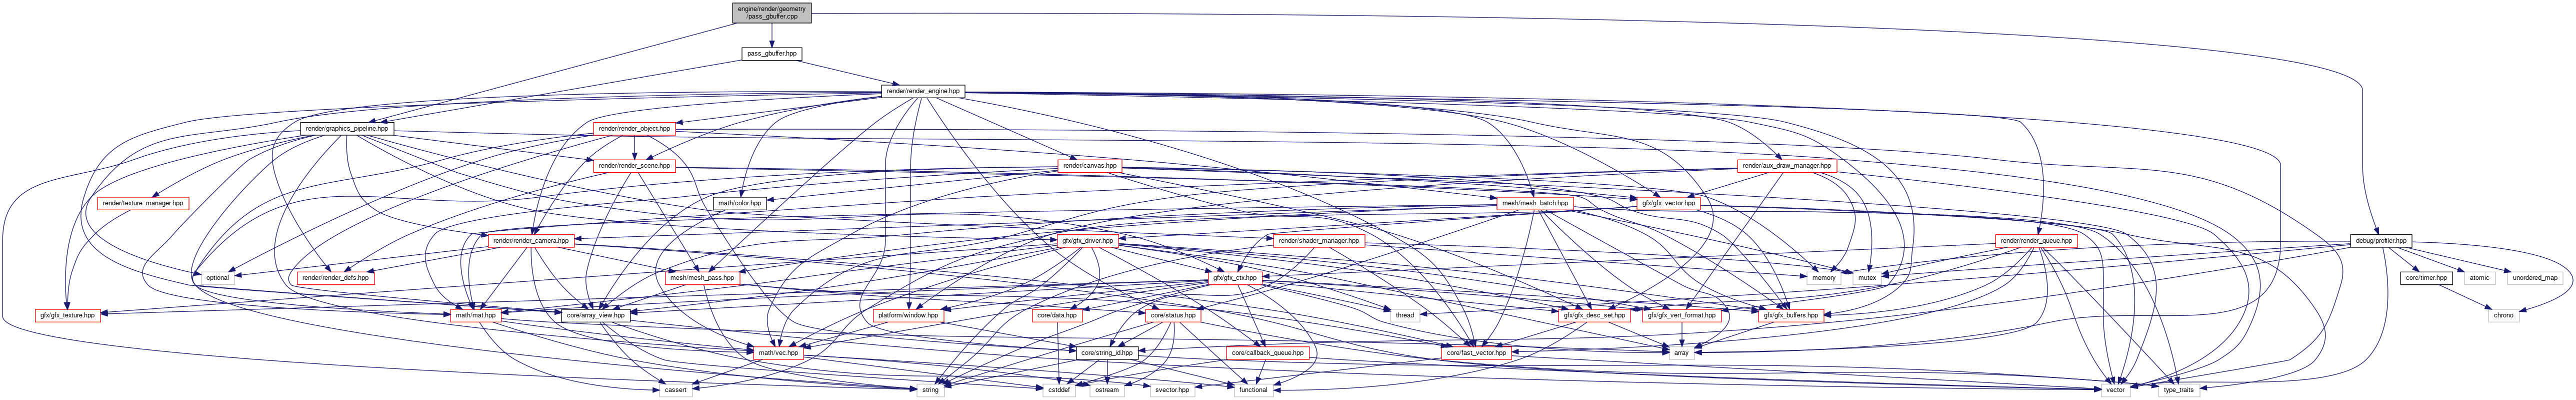 engine/render/geometry
/pass_gbuffer.cpp
pass_gbuffer.hpp
render/render_engine.hpp
render/graphics_pipeline.hpp
render/render_object.hpp
render/render_scene.hpp
render/canvas.hpp
render/aux_draw_manager.hpp
render/texture_manager.hpp
math/color.hpp
mesh/mesh_batch.hpp
gfx/gfx_vector.hpp
render/render_camera.hpp
gfx/gfx_driver.hpp
render/shader_manager.hpp
render/render_queue.hpp
debug/profiler.hpp
optional
render/render_defs.hpp
mesh/mesh_pass.hpp
gfx/gfx_ctx.hpp
memory
mutex
core/timer.hpp
atomic
unordered_map
gfx/gfx_texture.hpp
math/mat.hpp
core/array_view.hpp
platform/window.hpp
core/data.hpp
core/status.hpp
thread
gfx/gfx_desc_set.hpp
gfx/gfx_vert_format.hpp
gfx/gfx_buffers.hpp
chrono
math/vec.hpp
core/string_id.hpp
core/callback_queue.hpp
core/fast_vector.hpp
array
cassert
string
cstddef
ostream
svector.hpp
functional
vector
type_traits